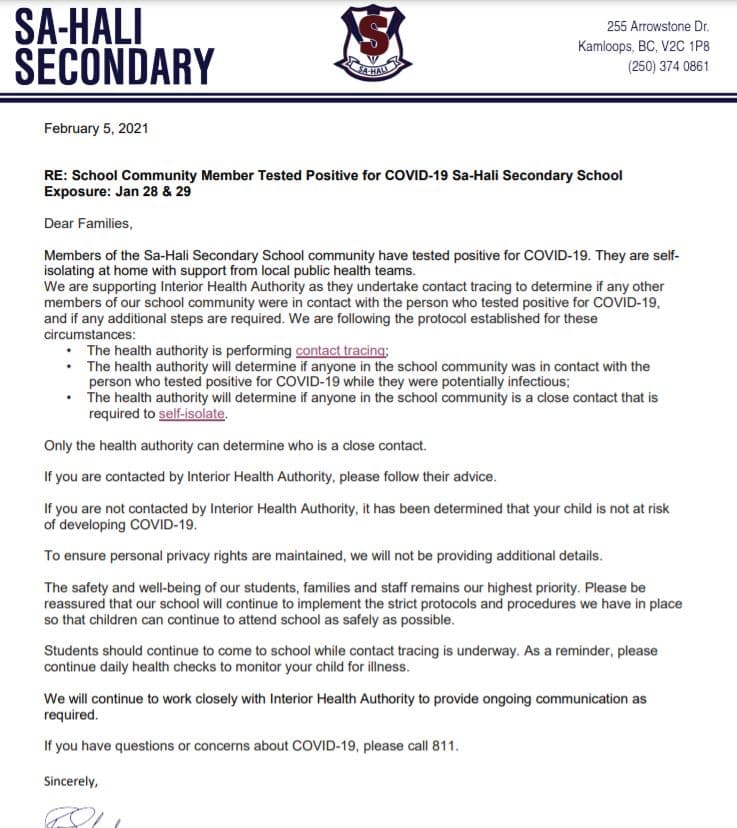 SA-HALI
SECONDARY
S
SA-HALI
255 Arrowstone Dr.
Kamloops, BC, V2C 1P8
(250) 374 0861
February 5, 2021
RE: School Community Member Tested Positive for COVID-19 Sa-Hali Secondary School
Exposure: Jan 28 & 29
Dear Families,
Members of the Sa-Hali Secondary School community have tested positive for COVID-19. They are self-
isolating at home with support from local public health teams.
We are supporting Interior Health Authority as they undertake contact tracing to determine if any other
members of our school community were in contact with the person who tested positive for COVID-19,
and if any additional steps are required. We are following the protocol established for these
circumstances:
• The health authority is performing contact tracing;
• The health authority will determine if anyone in the school community was in contact with the
person who tested positive for COVID-19 while they were potentially infectious;
• The health authority will determine if anyone in the school community is a close contact that is
required to self-isolate.
Only the health authority can determine who is a close contact.
If you are contacted by Interior Health Authority, please follow their advice.
If you are not contacted by Interior Health Authority, it has been determined that your child is not at risk
of developing COVID-19.
To ensure personal privacy rights are maintained, we will not be providing additional details.
The safety and well-being of our students, families and staff remains our highest priority. Please be
reassured that our school will continue to implement the strict protocols and procedures we have in place
so that children can continue to attend school as safely as possible.
Students should continue to come to school while contact tracing is underway. As a reminder, please
continue daily health checks to monitor your child for illness.
We will continue to work closely with Interior Health Authority to provide ongoing communication as
required.
If you have questions or concerns about COVID-19, please call 811.
Sincerely,